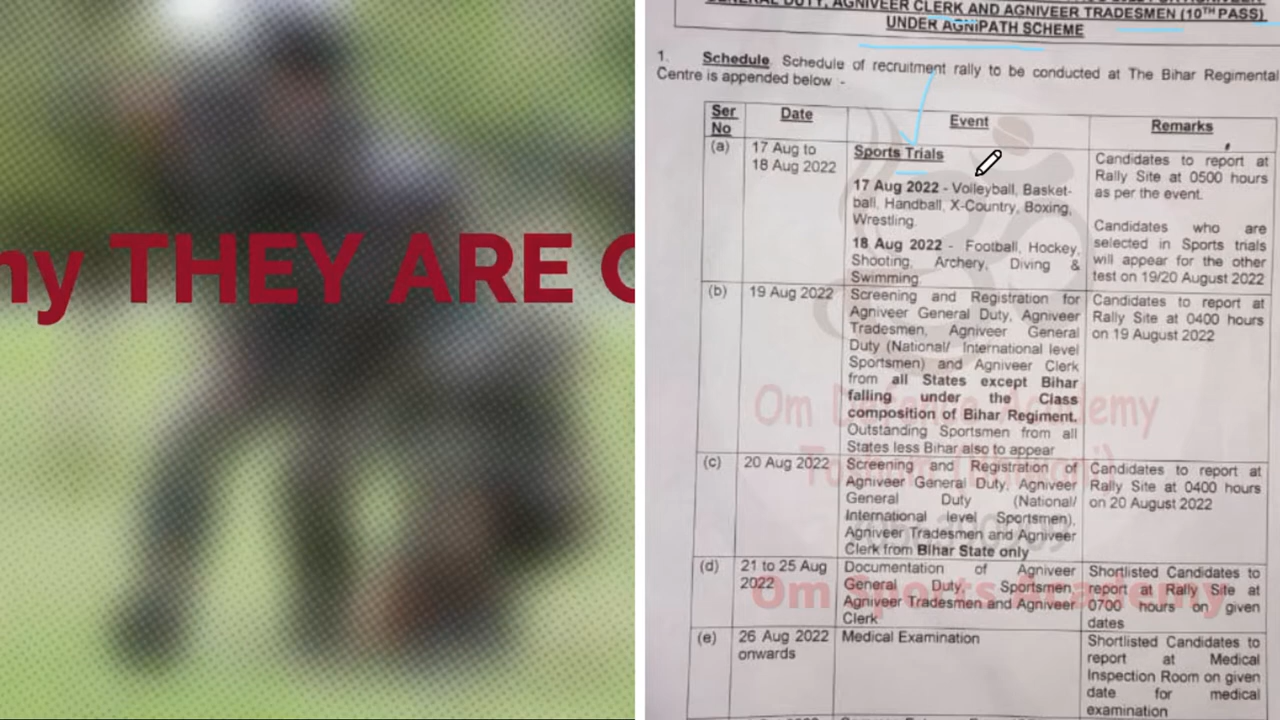 ny THEY ARE
GENERAL DUTY, AGNIVEER CLERK AND AGNIVEER TRADESMEN (10TH PASS)
UNDER AGNIPATH SCHEME
1. Schedule Schedule of recruitment rally to be conducted at The Bihar Regimental
Centre is appended below :-
Ser No
Date
Event
Remarks
(a)
17 Aug to
18 Aug 2022
Sports Trials
17 Aug 2022 - Volleyball, Basket-
ball, Handball, X-Country, Boxing,
Wrestling.
18 Aug 2022 - Football, Hockey,
Shooting, Archery, Diving &
Swimming.
Candidates to report at
Rally Site at 0500 hours
as per the event.
Candidates who are
selected in Sports trials
will appear for the other
test on 19/20 August 2022
(b)
19 Aug 2022
Screening and Registration for
Agniveer General Duty, Agniveer
Tradesmen, Agniveer General
Duty (National/ International level
Sportsmen) and Agniveer Clerk
from all States except Bihar
falling under the Class
composition of Bihar Regiment.
Outstanding Sportsmen from all
States less Bihar also to appear
Candidates to report at
Rally Site at 0400 hours
on 19 August 2022
(c)
20 Aug 2022
Screening and Registration of
Agniveer General Duty, Agniveer
General Duty (National/
International level Sportsmen),
Agniveer Tradesmen and Agniveer
Clerk from Bihar State only
Candidates to report at
Rally Site at 0400 hours
on 20 August 2022
(d)
21 to 25 Aug
2022
Documentation of Agniveer
General Duty, Sportsmen,
Agniveer Tradesmen and Agniveer
Clerk
Shortlisted Candidates to
report at Rally Site at
0700 hours on given
dates
(e)
26 Aug 2022
onwards
Medical Examination
Shortlisted Candidates to
report at Medical
Inspection Room on given
date for medical
examination
Om Defence Academy
Om Sports Academy